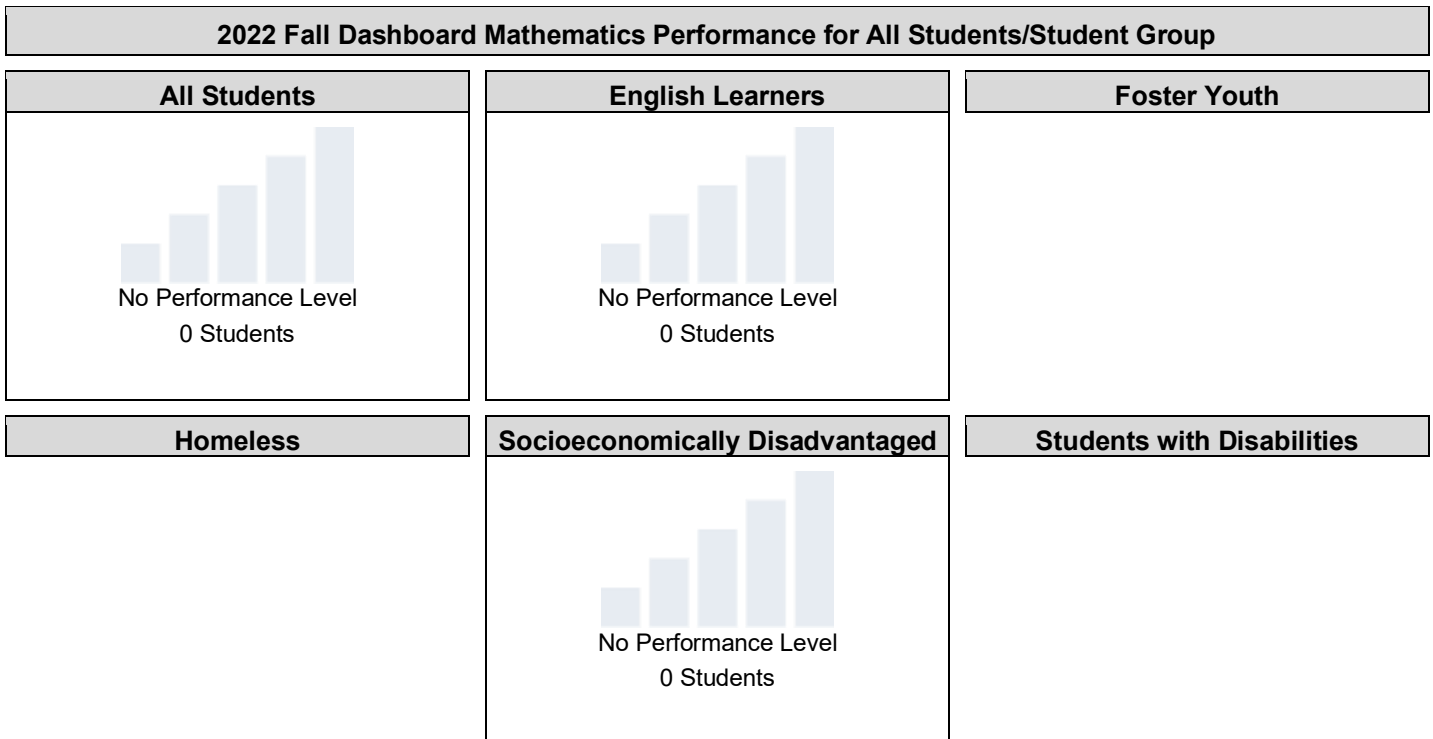 2022 Fall Dashboard Mathematics Performance for All Students/Student Group
All Students
No Performance Level
0 Students
English Learners
No Performance Level
0 Students
Foster Youth
Homeless
Socioeconomically Disadvantaged
No Performance Level
0 Students
Students with Disabilities